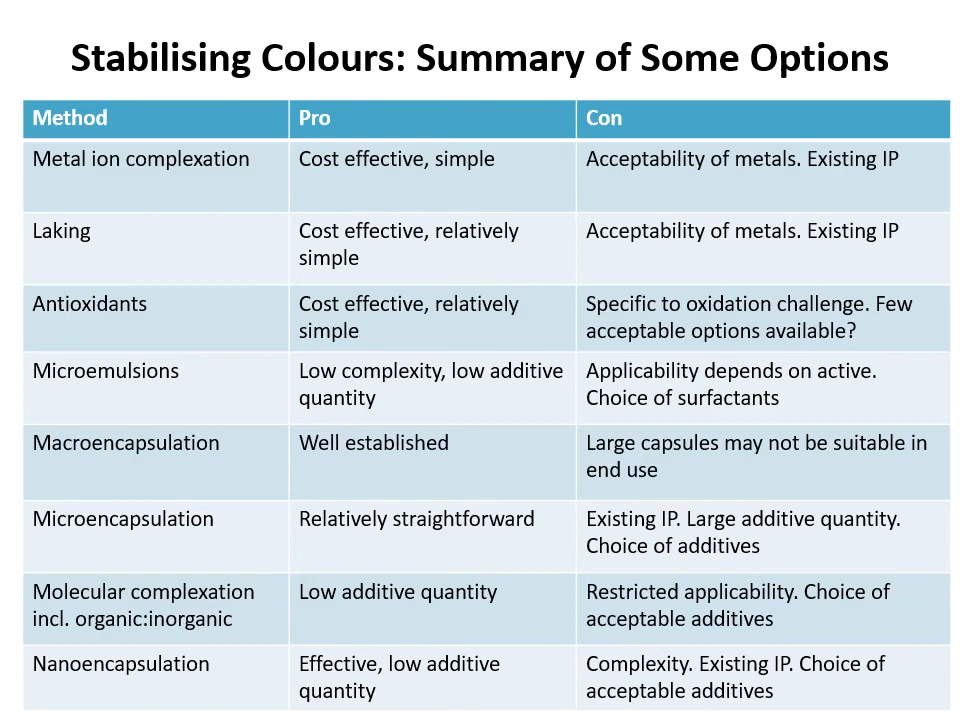 Stabilising Colours: Summary of Some Options
Method
Pro
Con
Metal ion complexation
Cost effective, simple
Acceptability of metals. Existing IP
Laking
Cost effective, relatively
simple
Acceptability of metals. Existing IP
Antioxidants
Cost effective, relatively
simple
Specific to oxidation challenge. Few
acceptable options available?
Microemulsions
Low complexity, low additive
quantity
Applicability depends on active.
Choice of surfactants
Macroencapsulation
Well established
Large capsules may not be suitable in
end use
Microencapsulation
Relatively straightforward
Existing IP. Large additive quantity.
Choice of additives
Molecular complexation
incl. organic:inorganic
Low additive quantity
Restricted applicability. Choice of
acceptable additives
Nanoencapsulation
Effective, low additive
quantity
Complexity. Existing IP. Choice of
acceptable additives